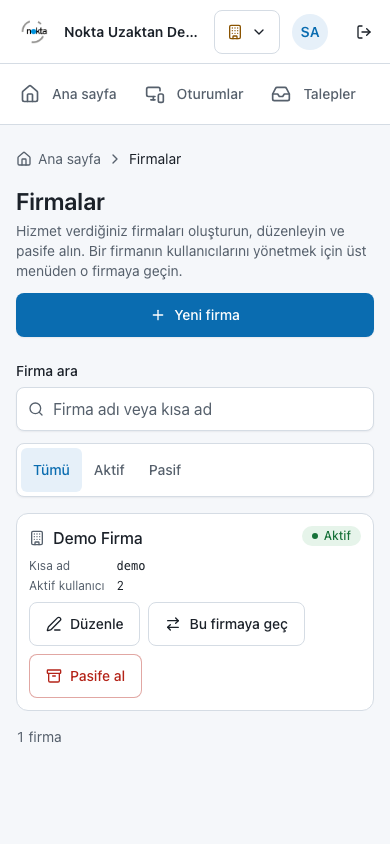 nokta
Nokta Uzaktan De...
SA
Ana sayfa
Oturumlar
Talepler
Ana sayfa
Firmalar
Firmalar
Hizmet verdiğiniz firmaları oluşturun, düzenleyin ve
pasife alın. Bir firmanın kullanıcılarını yönetmek için üst
menüden o firmaya geçin.
Yeni firma
Firma ara
Firma adı veya kısa ad
Tümü
Aktif
Pasif
Demo Firma
Aktif
Kısa ad demo
Aktif kullanıcı 2
Düzenle
Bu firmaya geç
Pasife al
1 firma